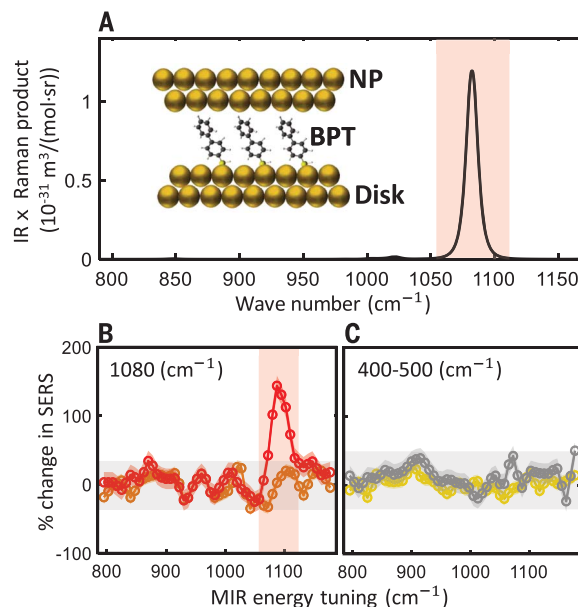 A
IR x Raman product
(10⁻³¹ m³/(mol·sr))
1
0.5
0
NP
BPT
Disk
800 850 900 950 1000 1050 1100 1150
Wave number (cm⁻¹)
B
1080 (cm⁻¹)
% change in SERS
200
100
0
-100
800 900 1000 1100
C
400-500 (cm⁻¹)
800 900 1000 1100
MIR energy tuning (cm⁻¹)